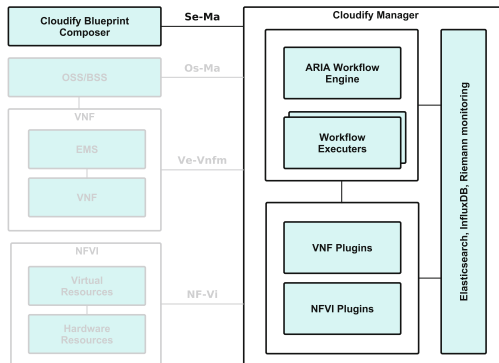 Cloudify Blueprint
Composer
Se-Ma
Cloudify Manager
OSS/BSS
Os-Ma
ARIA Workflow
Engine
VNF
EMS
Ve-Vnfm
Workflow
Executers
VNF
Elasticsearch, InfluxDB, Riemann monitoring
NFVI
Virtual
Resources
NF-Vi
Hardware
Resources
VNF Plugins
NFVI Plugins